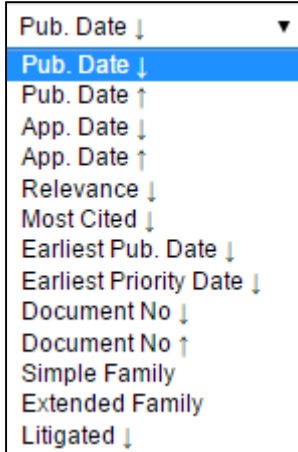 Pub. Date ↓ ▼
Pub. Date ↓
Pub. Date ↑
App. Date ↓
App. Date ↑
Relevance ↓
Most Cited ↓
Earliest Pub. Date ↓
Earliest Priority Date ↓
Document No ↓
Document No ↑
Simple Family
Extended Family
Litigated ↓